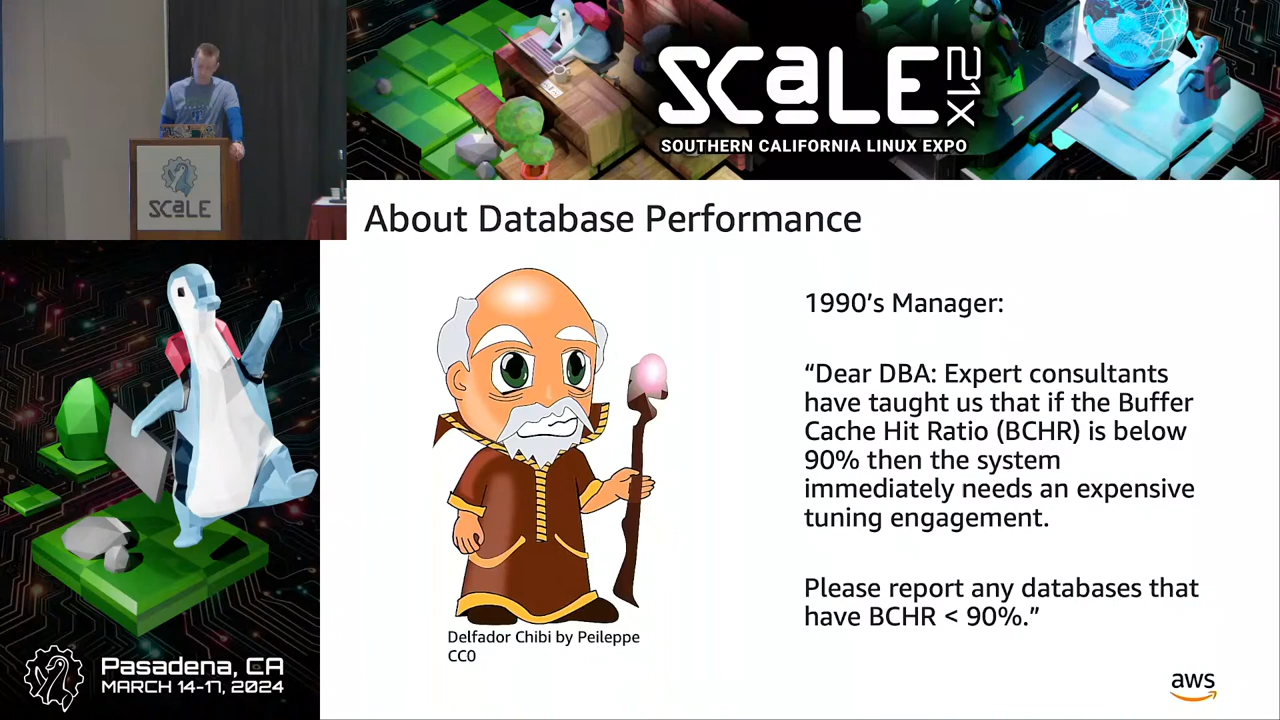 SCaLE 21X
SOUTHERN CALIFORNIA LINUX EXPO
SCaLE
About Database Performance
1990's Manager:
“Dear DBA: Expert consultants
have taught us that if the Buffer
Cache Hit Ratio (BCHR) is below
90% then the system
immediately needs an expensive
tuning engagement.
Please report any databases that
have BCHR < 90%.”
Delfador Chibi by Peileppe
CC0
Pasadena, CA
MARCH 14-17, 2024
aws